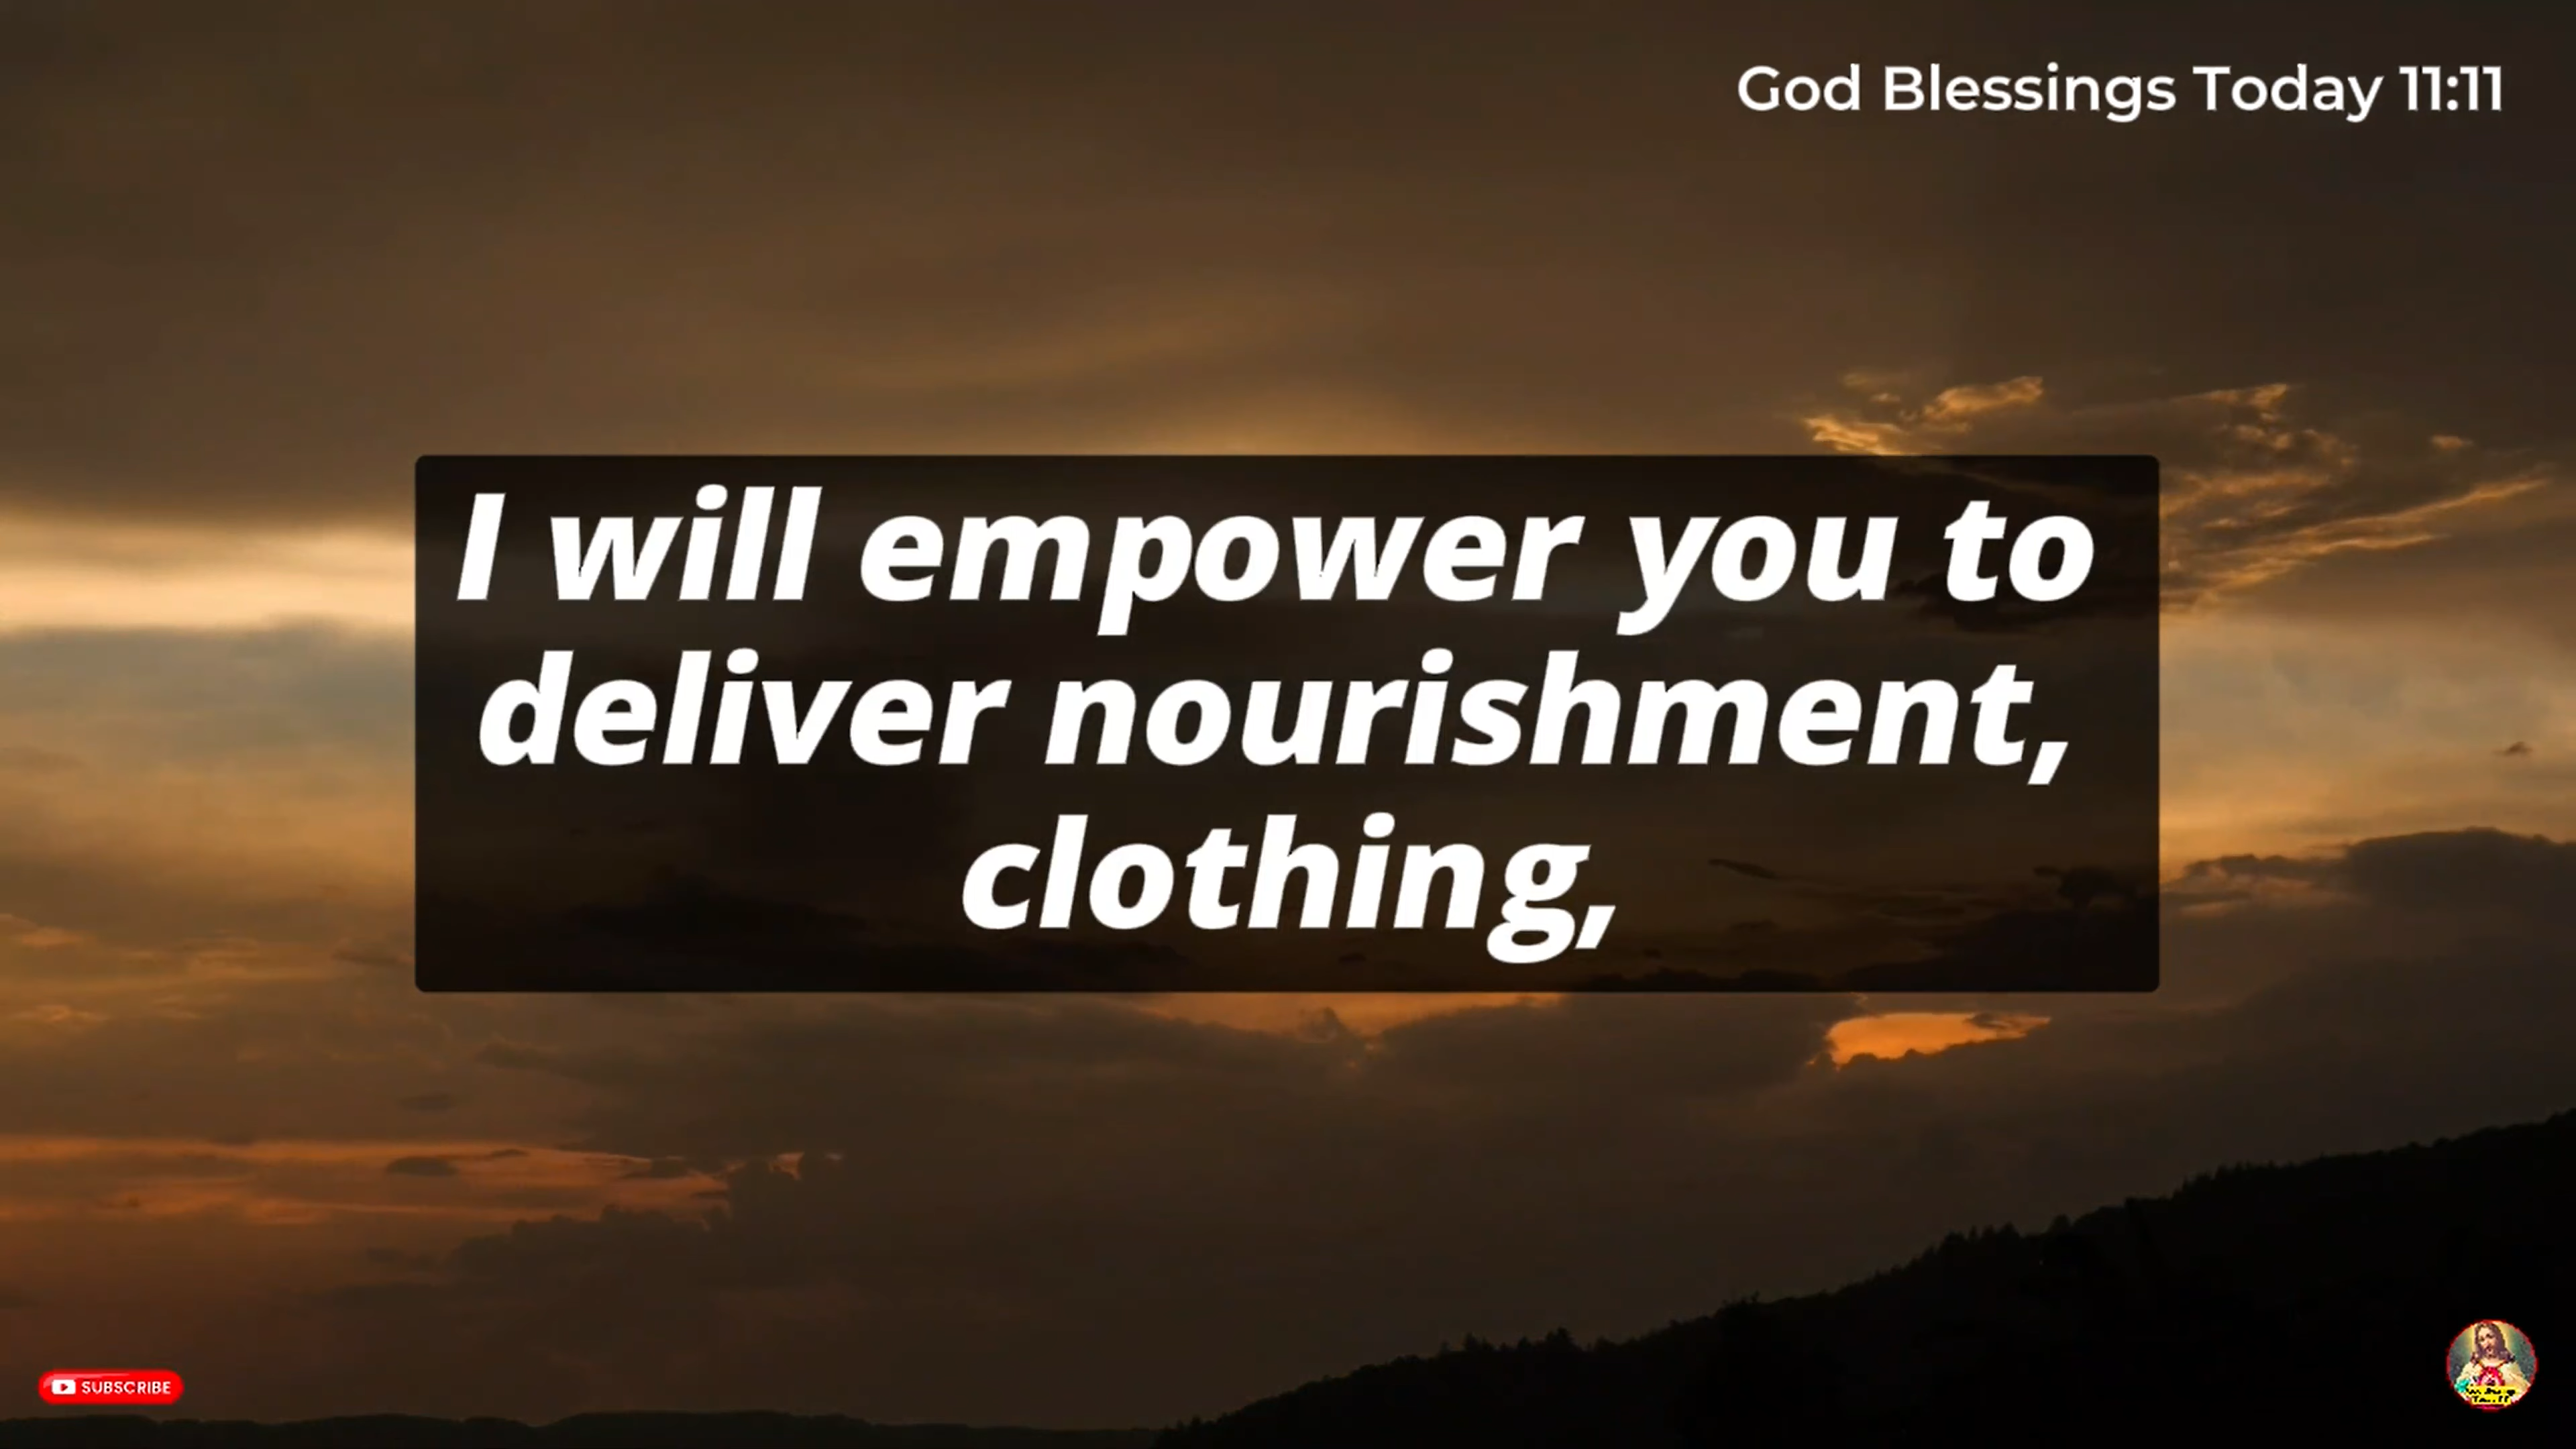 God Blessings Today 11:11
I will empower you to
deliver nourishment,
clothing,
SUBSCRIBE